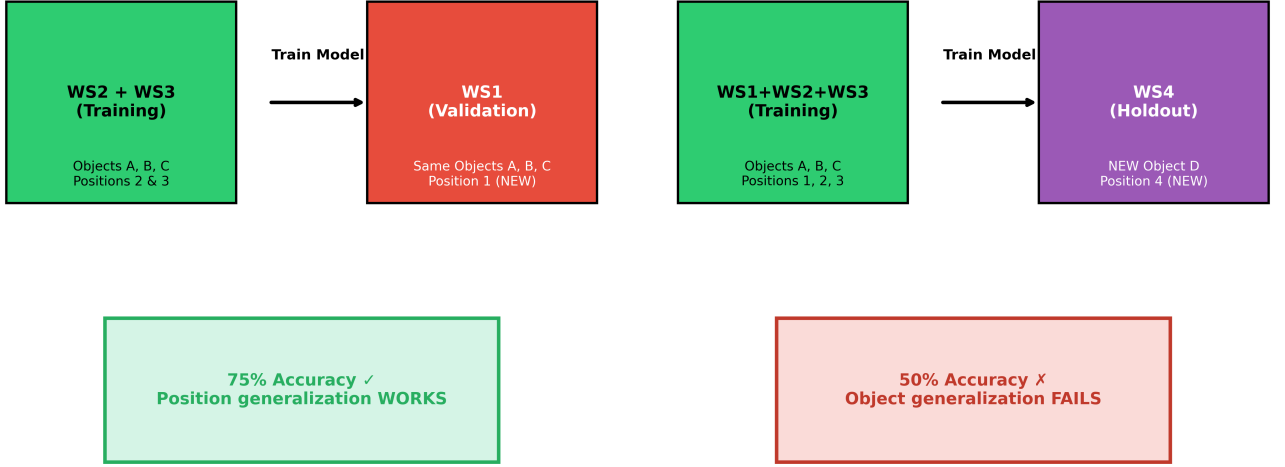 Train Model
WS2 + WS3
(Training)
Objects A, B, C
Positions 2 & 3
WS1
(Validation)
Same Objects A, B, C
Position 1 (NEW)
75% Accuracy ✓
Position generalization WORKS
Train Model
WS1+WS2+WS3
(Training)
Objects A, B, C
Positions 1, 2, 3
WS4
(Holdout)
NEW Object D
Position 4 (NEW)
50% Accuracy ✗
Object generalization FAILS